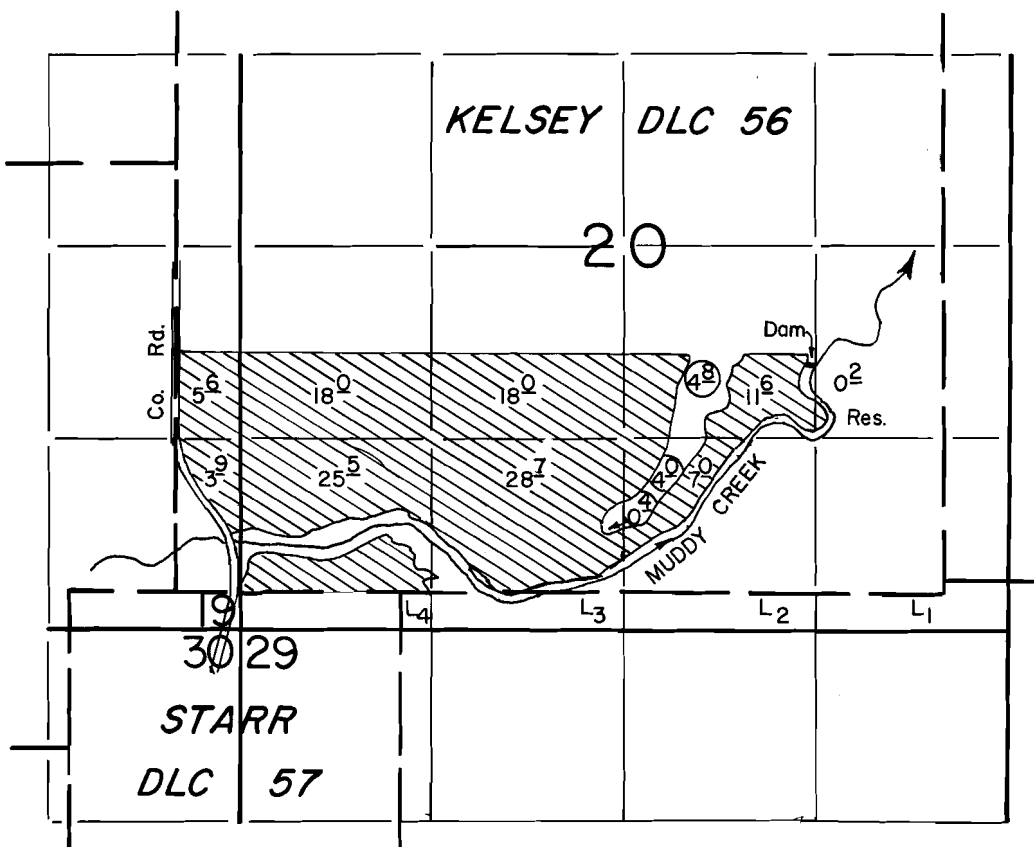 KELSEY DLC 56
20
Dam
Co. Rd.
5 6
18 0
18 0
4 8
11 6
0 2
Res.
3 9
25 5
28 7
4 0
7 0
0 4
MUDDY CREEK
19
L4
L3
L2
L1
30 29
STARR
DLC 57